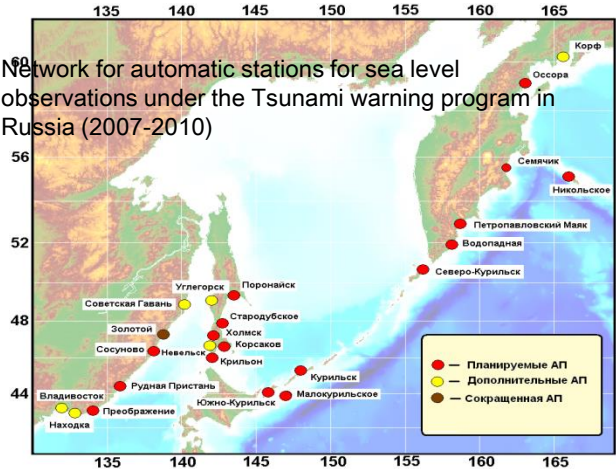 135 140 145 150 155 160 165
Корф
60
Network for automatic stations for sea level
observations under the Tsunami warning program in
Russia (2007-2010)
Оссора
56
Семячик
Никольское
Петропавловский Маяк
52
Водопадная
Северо-Курильск
Углегорск
Поронайск
Советская Гавань
48
Стародубское
Золотой
Холмск
Сосуново
Невельск
Корсаков
Крильон
Планируемые АП
Дополнительные АП
Сокращенная АП
Курильск
Рудная Пристань
44
Владивосток
Южно-Курильск
Малокурильское
Преображение
Находка
135 140 145 150 155 160 165